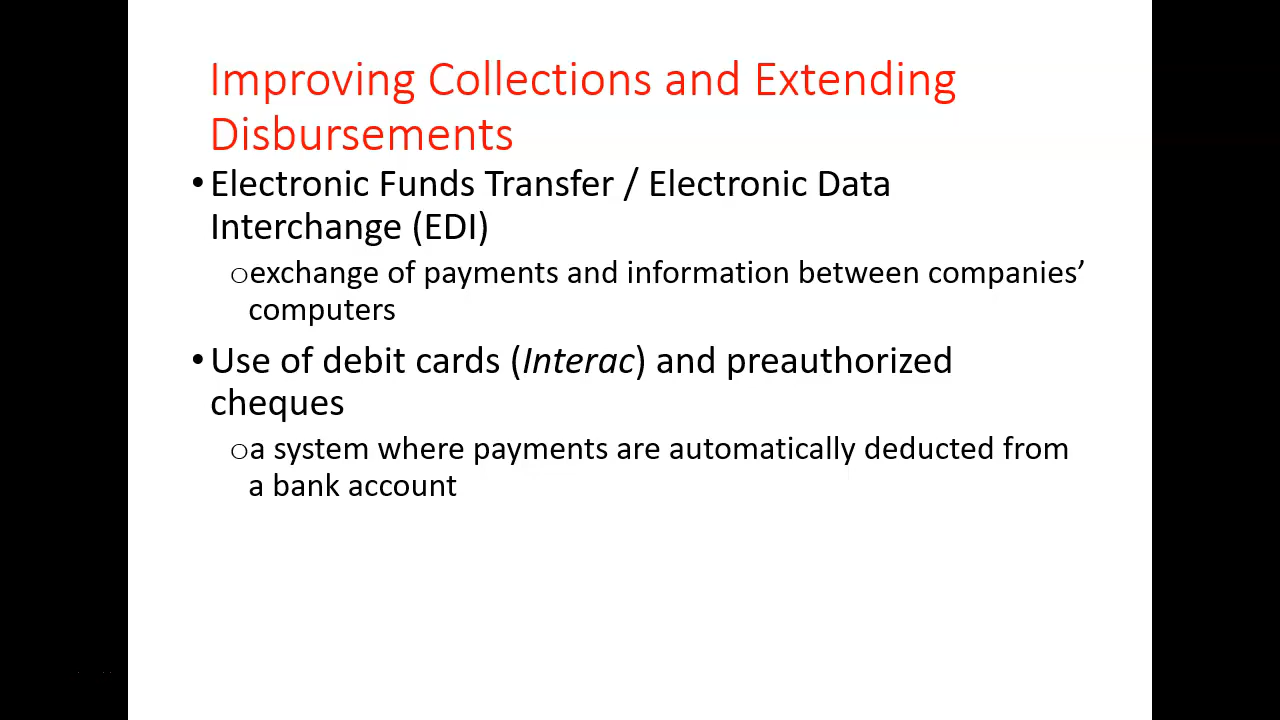 Improving Collections and Extending
Disbursements
• Electronic Funds Transfer / Electronic Data
Interchange (EDI)
o exchange of payments and information between companies’
computers
• Use of debit cards (Interac) and preauthorized
cheques
o a system where payments are automatically deducted from
a bank account